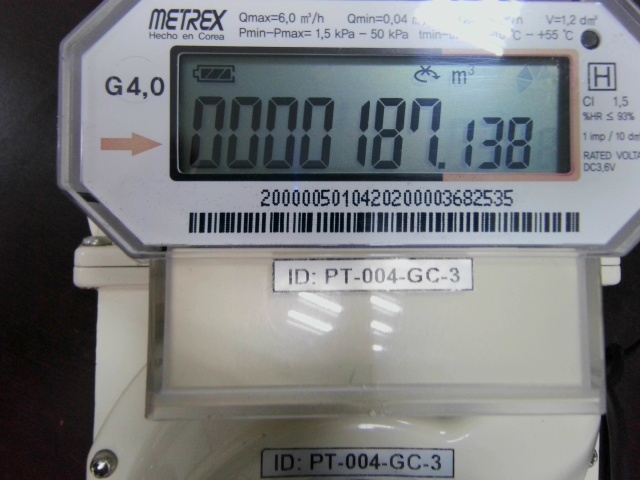 METREX
Hecho en Corea
Qmax=6,0 m³/h Qmin=0,04 V=1,2 dm³
Pmin-Pmax= 1,5 kPa - 50 kPa - +55 °C
G4,0
m³
0000187.138
H
Cl 1,5
%HR ≤ 93%
1 imp / 10 dm
RATED VOLTA
DC3,6V
2000005010420200003682535
ID: PT-004-GC-3
ID: PT-004-GC-3